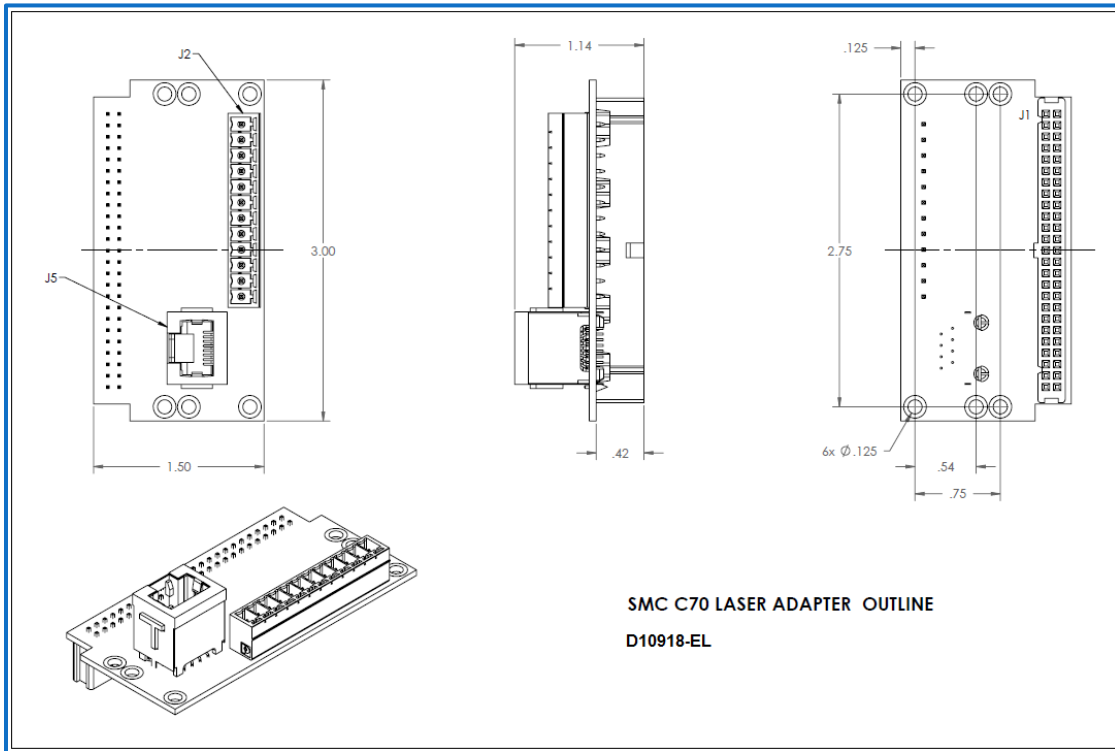 J2
3.00
J5
1.50
1.14
.42
.125
J1
2.75
6x Ø.125
.54
.75
SMC C70 LASER ADAPTER OUTLINE
D10918-EL